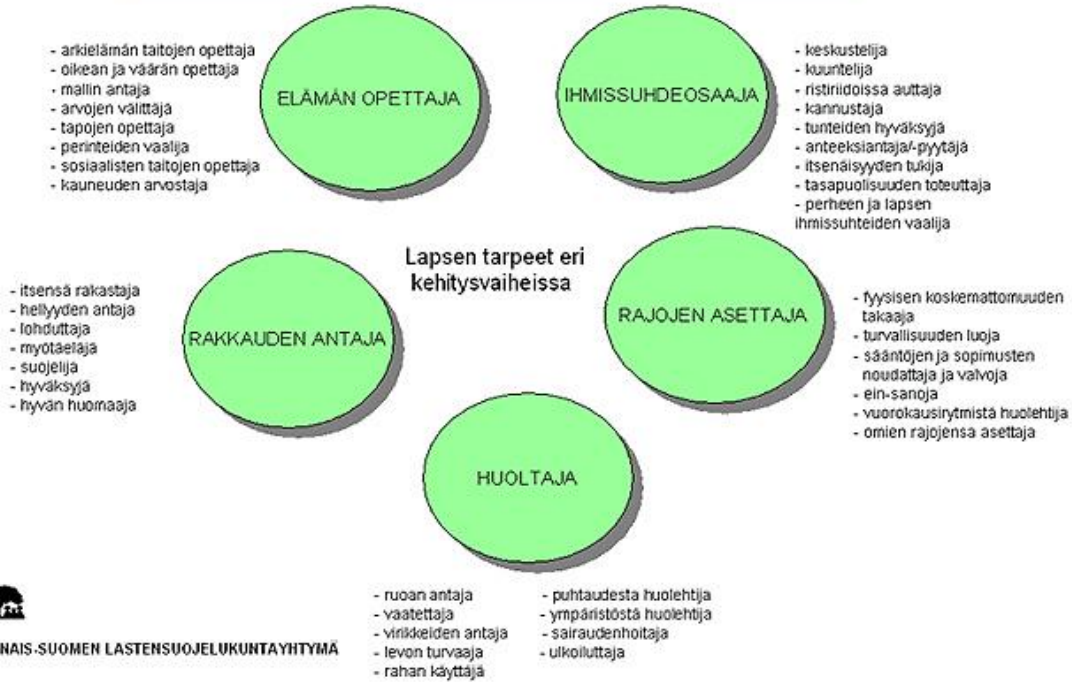 - arkielämän taitojen opettaja
- oikean ja väärän opettaja
- mallin antaja
- arvojen välittäjä
- tapojen opettaja
- perinteiden vaalija
- sosiaalisten taitojen opettaja
- kauneuden arvostaja
ELÄMÄN OPETTAJA
IHMISSUHDEOSAAJA
- keskustelija
- kuuntelija
- ristiriidoissa auttaja
- kannustaja
- tunteiden hyväksyjä
- anteeksiantaja/-pyytäjä
- itsenäisyyden tukija
- tasapuolisuuden toteuttaja
- perheen ja lapsen
ihmissuhteiden vaalija
Lapsen tarpeet eri
kehitysvaiheissa
- itsensä rakastaja
- hellyyden antaja
- lohduttaja
- myötäeläjä
- suojelija
- hyväksyjä
- hyvän huomaaja
RAKKAUDEN ANTAJA
RAJOJEN ASETTAJA
- fyysisen koskemattomuuden
takaaja
- turvallisuuden luoja
- sääntöjen ja sopimusten
noudattaja ja valvoja
- ein-sanoja
- vuorokausirytmistä huolehtija
- omien rajojensa asettaja
HUOLTAJA
- ruoan antaja
- vaatettaja
- virikkeiden antaja
- levon turvaaja
- rahan käyttäjä
- puhtaudesta huolehtija
- ympäristöstä huolehtija
- sairaudenhoitaja
- ulkoiluttaja
NAIS-SUOMEN LASTENSUOJELUKUNTAYHTYMÄ